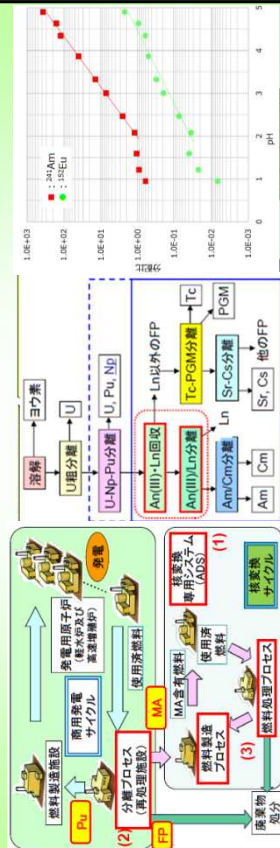 発電
発電用原子炉
(軽水炉及び
高速増殖炉)
燃料製造施設
商用発電
サイクル
Pu
使用済燃料
(2)
分離プロセス
(再処理施設)
MA
FP
核変換
専用システム
(ADS)
(1)
MA含有燃料
使用済
燃料
核変換
サイクル
燃料製造
プロセス
(3)
燃料処理プロセス
廃棄物
処分
溶解
ヨウ素
U粗分離
U
U-Np-Pu分離
U, Pu, Np
An(III)・Ln回収
Ln以外のFP
An(III)/Ln分離
Ln
Tc-PGM分離
Tc
PGM
Am/Cm分離
Am
Cm
Sr-Cs分離
Sr, Cs
他のFP
分配比
1.0E+03
1.0E+02
1.0E+01
1.0E+00
1.0E-01
1.0E-02
: ²⁴¹Am
: ¹⁵²Eu
0
1
2
3
4
5
pH